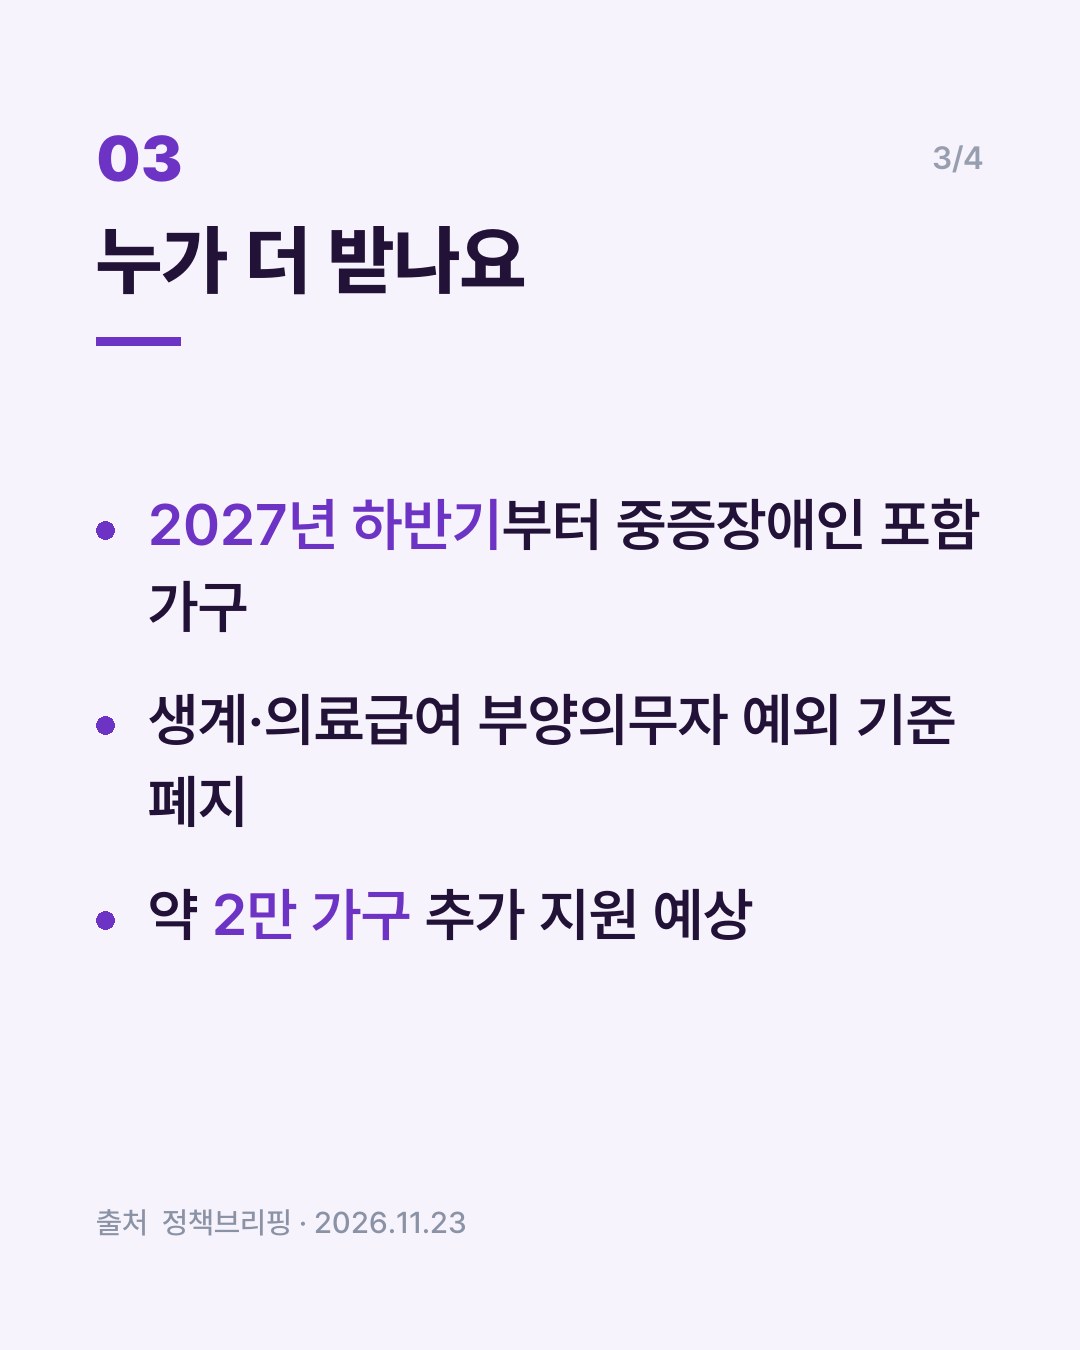 03
3/4
누가 더 받나요
2027년 하반기부터 중증장애인 포함
가구
생계·의료급여 부양의무자 예외 기준
폐지
약 2만 가구 추가 지원 예상
출처 정책브리핑 · 2026.11.23